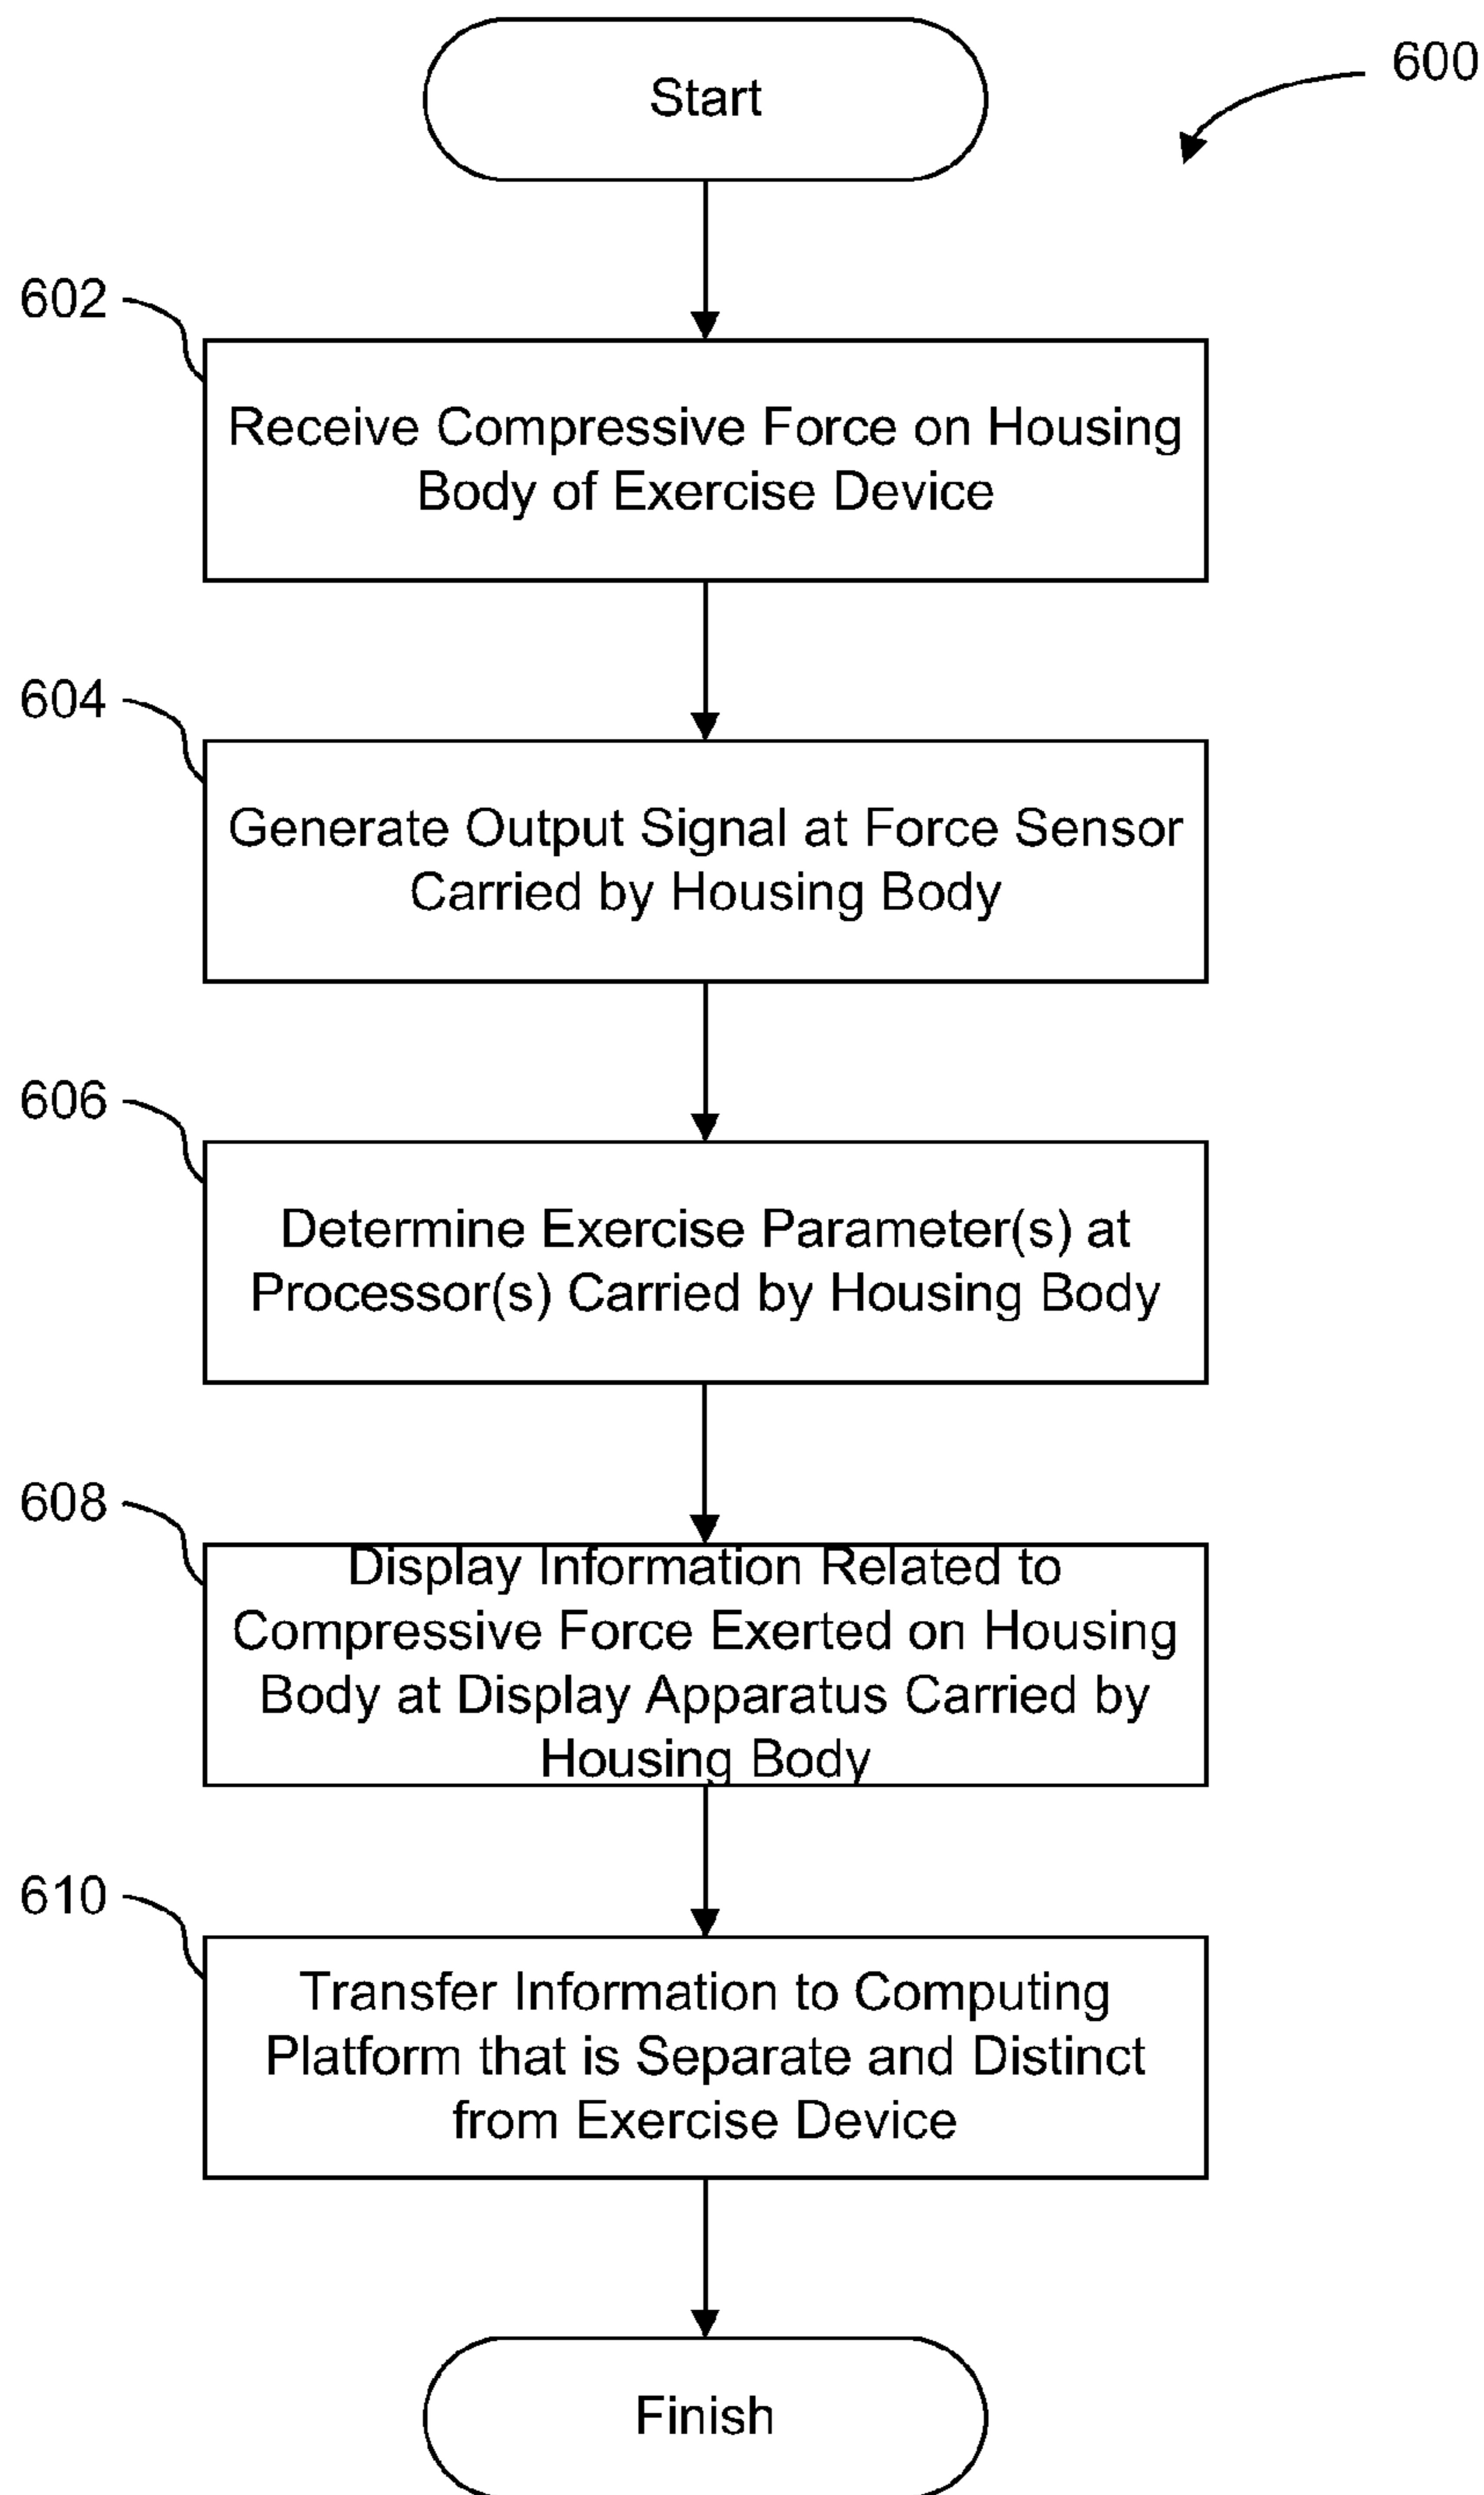 Start
600
602
Receive Compressive Force on Housing
Body of Exercise Device
604
Generate Output Signal at Force Sensor
Carried by Housing Body
606
Determine Exercise Parameter(s) at
Processor(s) Carried by Housing Body
608
Display Information Related to
Compressive Force Exerted on Housing
Body at Display Apparatus Carried by
Housing Body
610
Transfer Information to Computing
Platform that is Separate and Distinct
from Exercise Device
Finish